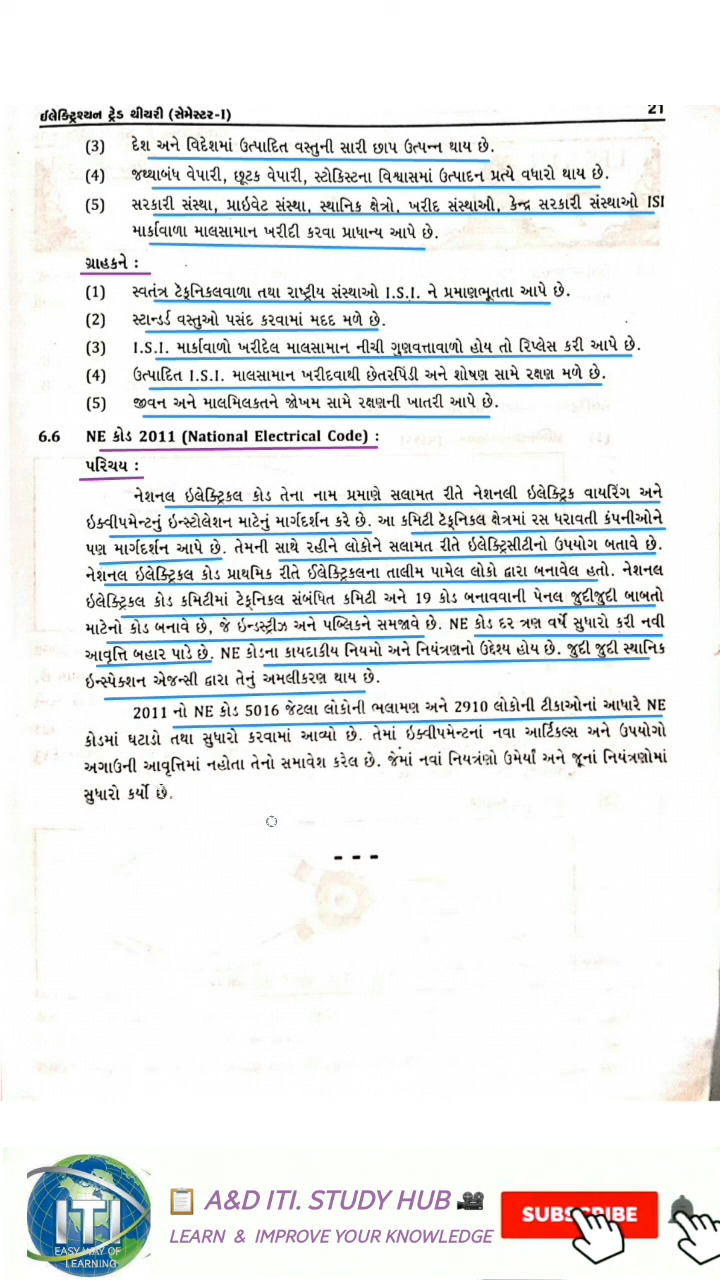 ઇલેક્ટ્રિશ્યન ટ્રેડ થીયરી (સેમેસ્ટર-I) 21
(3) દેશ અને વિદેશમાં ઉત્પાદિત વસ્તુની સારી છાપ ઉત્પન્ન થાય છે.
(4) જથ્થાબંધ વેપારી, છૂટક વેપારી, સ્ટોકિસ્ટના વિશ્વાસમાં ઉત્પાદન પ્રત્યે વધારો થાય છે.
(5) સરકારી સંસ્થા, પ્રાઇવેટ સંસ્થા, સ્થાનિક ક્ષેત્રો, ખરીદ સંસ્થાઓ, કેન્દ્ર સરકારી સંસ્થાઓ ISI
માર્કાવાળા માલસામાન ખરીદી કરવા પ્રાધાન્ય આપે છે.
ગ્રાહકને :
(1) સ્વતંત્ર ટેક્નિકલવાળા તથા રાષ્ટ્રીય સંસ્થાઓ I.S.I. ને પ્રમાણભૂતતા આપે છે.
(2) સ્ટાન્ડર્ડ વસ્તુઓ પસંદ કરવામાં મદદ મળે છે.
(3) I.S.I. માર્કાવાળો ખરીદેલ માલસામાન નીચી ગુણવત્તાવાળો હોય તો રિપ્લેસ કરી આપે છે.
(4) ઉત્પાદિત I.S.I. માલસામાન ખરીદવાથી છેતરપિંડી અને શોષણ સામે રક્ષણ મળે છે.
(5) જીવન અને માલમિલકતને જોખમ સામે રક્ષણની ખાતરી આપે છે.
6.6 NE કોડ 2011 (National Electrical Code) :
પરિચય :
નેશનલ ઇલેક્ટ્રિકલ કોડ તેના નામ પ્રમાણે સલામત રીતે નેશનલી ઇલેક્ટ્રિક વાયરિંગ અને
ઇક્વીપમેન્ટનું ઇન્સ્ટોલેશન માટેનું માર્ગદર્શન કરે છે. આ કમિટી ટેક્નિકલ ક્ષેત્રમાં રસ ધરાવતી કંપનીઓને
પણ માર્ગદર્શન આપે છે. તેમની સાથે રહીને લોકોને સલામત રીતે ઇલેક્ટ્રિસીટીનો ઉપયોગ બતાવે છે.
નેશનલ ઇલેક્ટ્રિકલ કોડ પ્રાથમિક રીતે ઈલેક્ટ્રિકલના તાલીમ પામેલ લોકો દ્વારા બનાવેલ હતો. નેશનલ
ઇલેક્ટ્રિકલ કોડ કમિટીમાં ટેક્નિકલ સંબંધિત કમિટી અને 19 કોડ બનાવવાની પેનલ જુદીજુદી બાબતો
માટેનો કોડ બનાવે છે, જે ઇન્ડસ્ટ્રીઝ અને પબ્લિકને સમજાવે છે. NE કોડ દર ત્રણ વર્ષે સુધારો કરી નવી
આવૃત્તિ બહાર પાડે છે. NE કોડના કાયદાકીય નિયમો અને નિયંત્રણનો ઉદ્દેશ્ય હોય છે. જુદી જુદી સ્થાનિક
ઇન્સ્પેક્શન એજન્સી દ્વારા તેનું અમલીકરણ થાય છે.
2011 નો NE કોડ 5016 જેટલા લોકોની ભલામણ અને 2910 લોકોની ટીકાઓનાં આધારે NE
કોડમાં ઘટાડો તથા સુધારો કરવામાં આવ્યો છે. તેમાં ઇક્વીપમેન્ટનાં નવા આર્ટિકલ્સ અને ઉપયોગો
અગાઉની આવૃત્તિમાં નહોતા તેનો સમાવેશ કરેલ છે. જેમાં નવાં નિયત્રંણો ઉમેર્યાં અને જૂનાં નિયંત્રણોમાં
સુધારો કર્યો છે.
- - -
ITI
EASY WAY OF
LEARNING
A&D ITI. STUDY HUB
LEARN & IMPROVE YOUR KNOWLEDGE
SUBSCRIBE